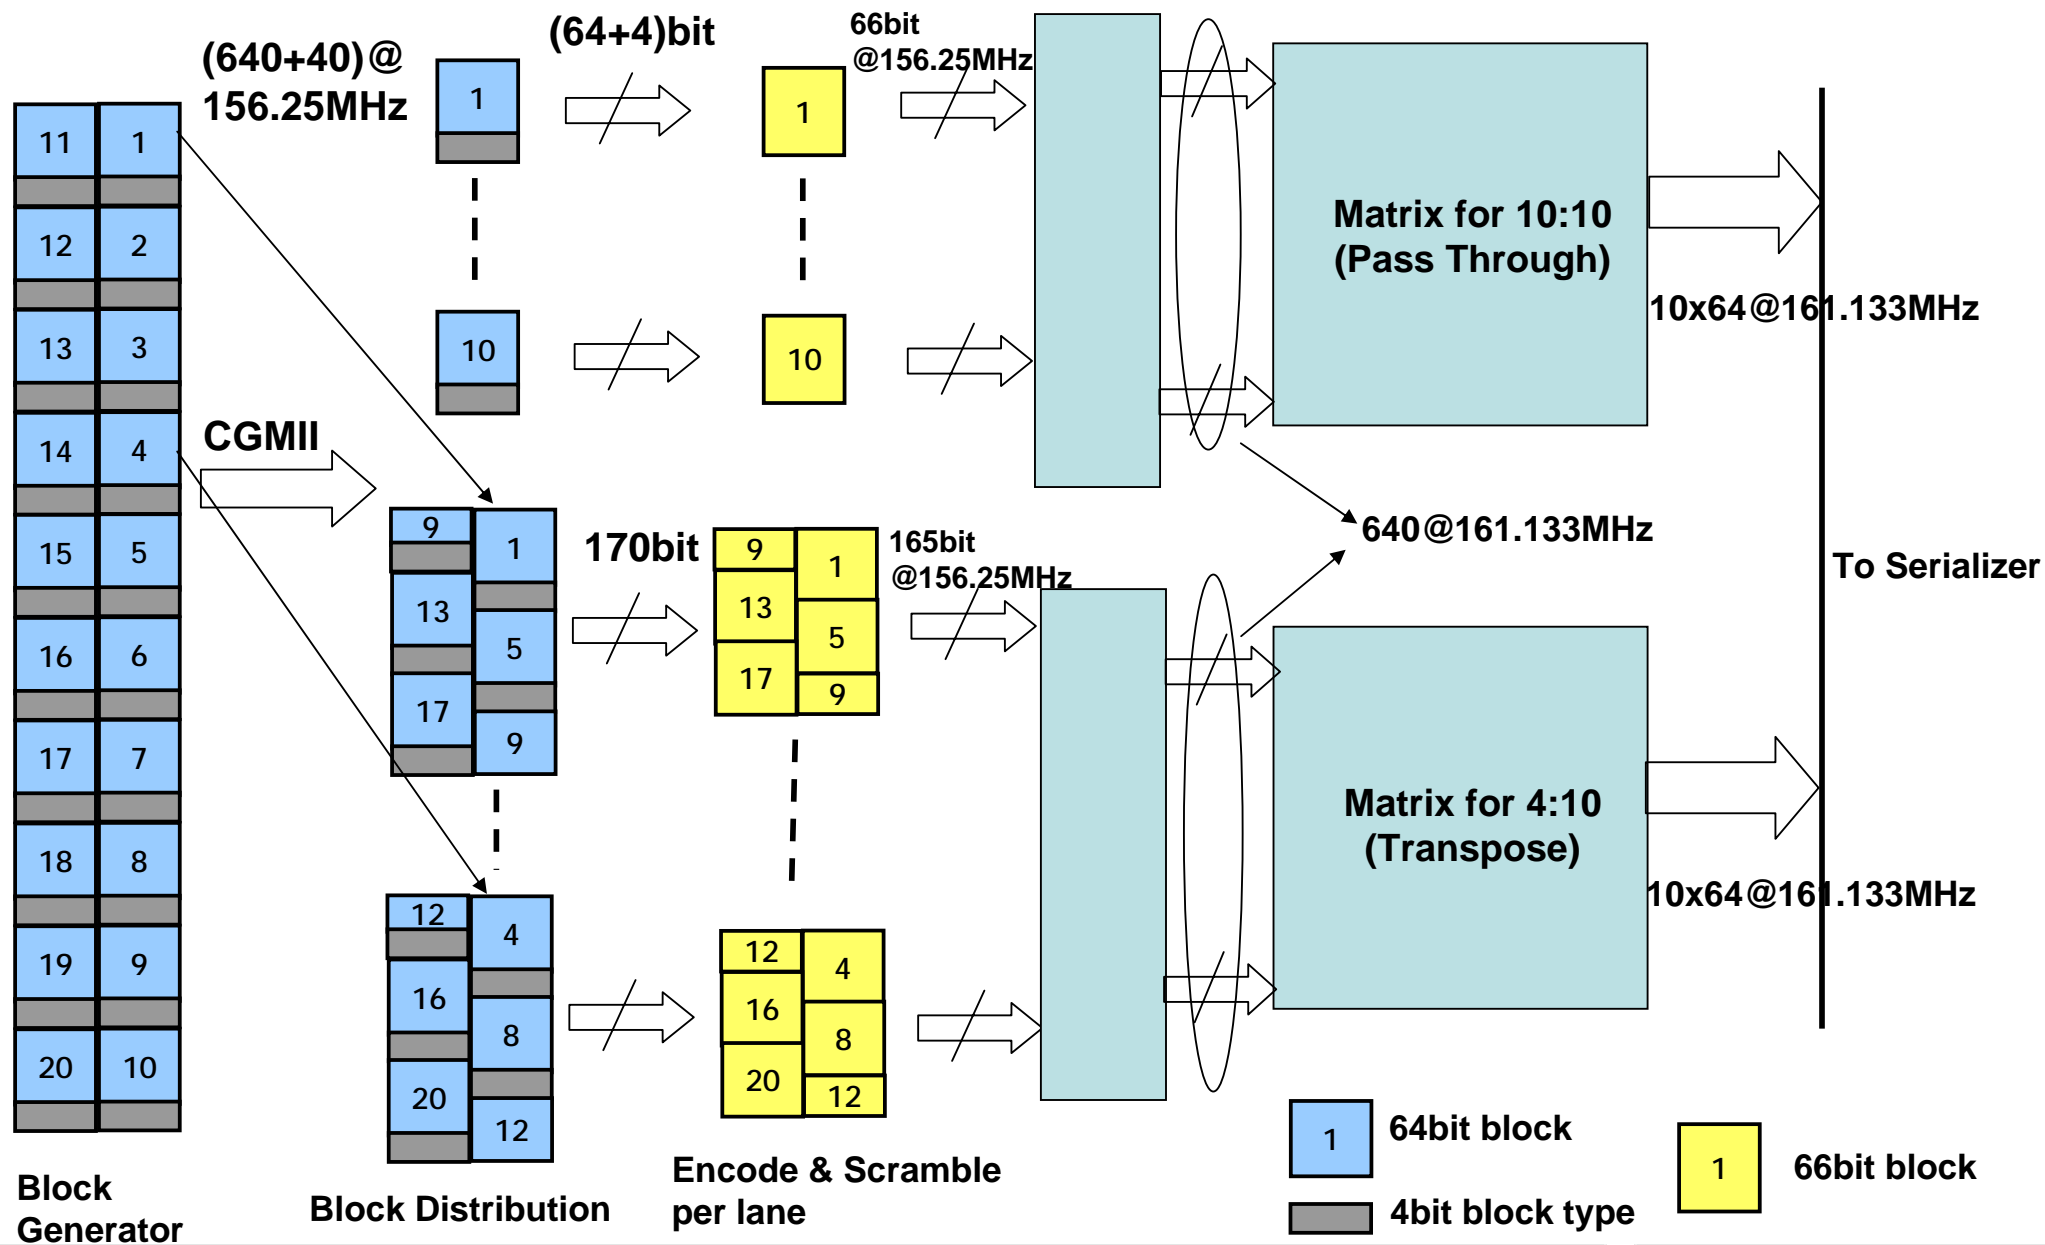 (640+40)@
156.25MHz
(64+4)bit
66bit
@156.25MHz
11 1
12 2
13 3
14 4
15 5
16 6
17 7
18 8
19 9
20 10
Block
Generator
CGMII
1
10
1
10
9 1
13 5
17 9
12 4
16 8
20 12
Block Distribution
170bit
9 1
13 5
17 9
12 4
16 8
20 12
Encode & Scramble
per lane
165bit
@156.25MHz
Matrix for 10:10
(Pass Through)
10x64@161.133MHz
640@161.133MHz
To Serializer
Matrix for 4:10
(Transpose)
10x64@161.133MHz
1 64bit block
4bit block type
1 66bit block